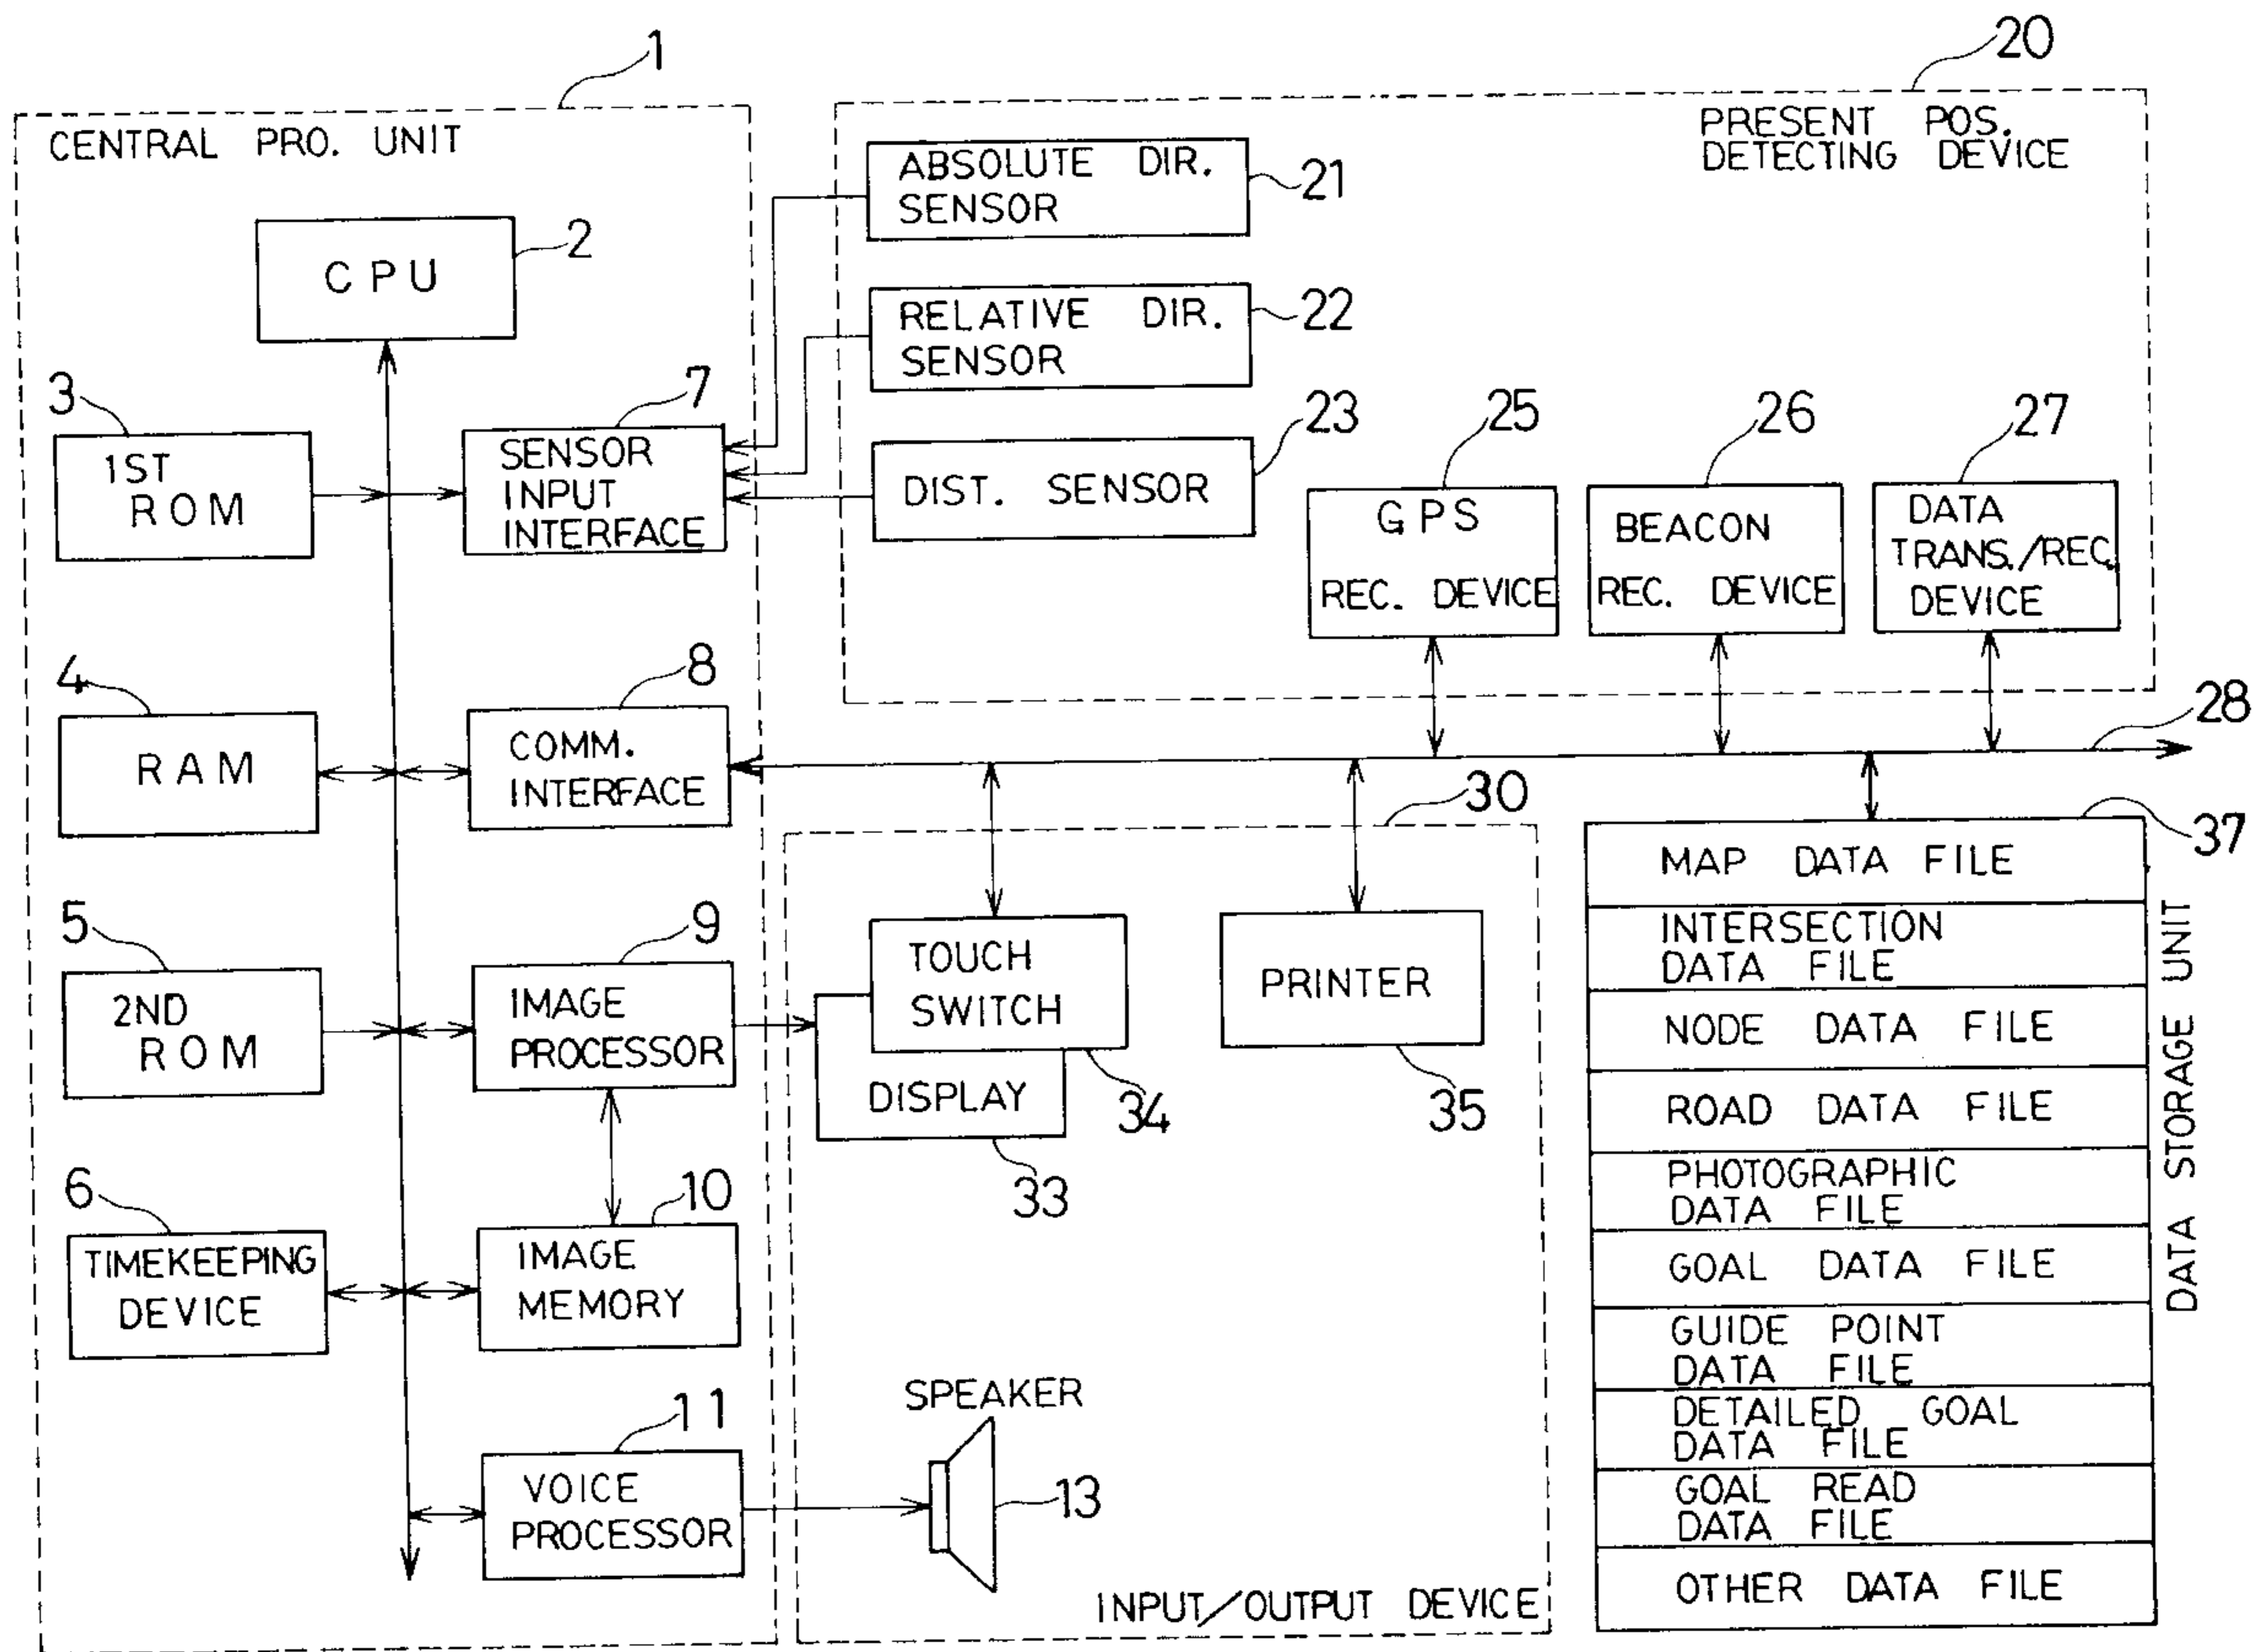 1
CENTRAL PRO. UNIT
CPU
2
3
1ST
ROM
7
SENSOR
INPUT
INTERFACE
4
RAM
8
COMM.
INTERFACE
5
2ND
ROM
9
IMAGE
PROCESSOR
6
TIMEKEEPING
DEVICE
10
IMAGE
MEMORY
11
VOICE
PROCESSOR
20
PRESENT POS.
DETECTING DEVICE
ABSOLUTE DIR.
SENSOR
21
RELATIVE DIR.
SENSOR
22
DIST. SENSOR
23
25
GPS
REC. DEVICE
26
BEACON
REC. DEVICE
27
DATA
TRANS./REC.
DEVICE
28
30
TOUCH
SWITCH
34
DISPLAY
33
PRINTER
35
SPEAKER
13
INPUT/OUTPUT DEVICE
37
MAP DATA FILE
INTERSECTION
DATA FILE
NODE DATA FILE
ROAD DATA FILE
PHOTOGRAPHIC
DATA FILE
GOAL DATA FILE
GUIDE POINT
DATA FILE
DETAILED GOAL
DATA FILE
GOAL READ
DATA FILE
OTHER DATA FILE
DATA STORAGE UNIT